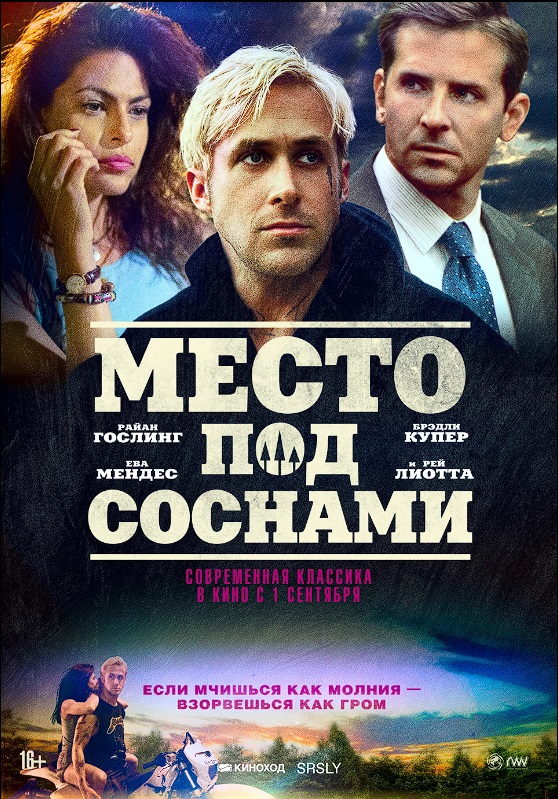 МЕСТО
РАЙАН
ГОСЛИНГ
БРЭДЛИ
КУПЕР
ПОД
ЕВА
МЕНДЕС
И РЕЙ
ЛИОТТА
СОСНАМИ
СОВРЕМЕННАЯ КЛАССИКА
В КИНО С 1 СЕНТЯБРЯ
ЕСЛИ МЧИШЬСЯ КАК МОЛНИЯ —
ВЗОРВЕШЬСЯ КАК ГРОМ
16+
КИНОХОД
SRSLY